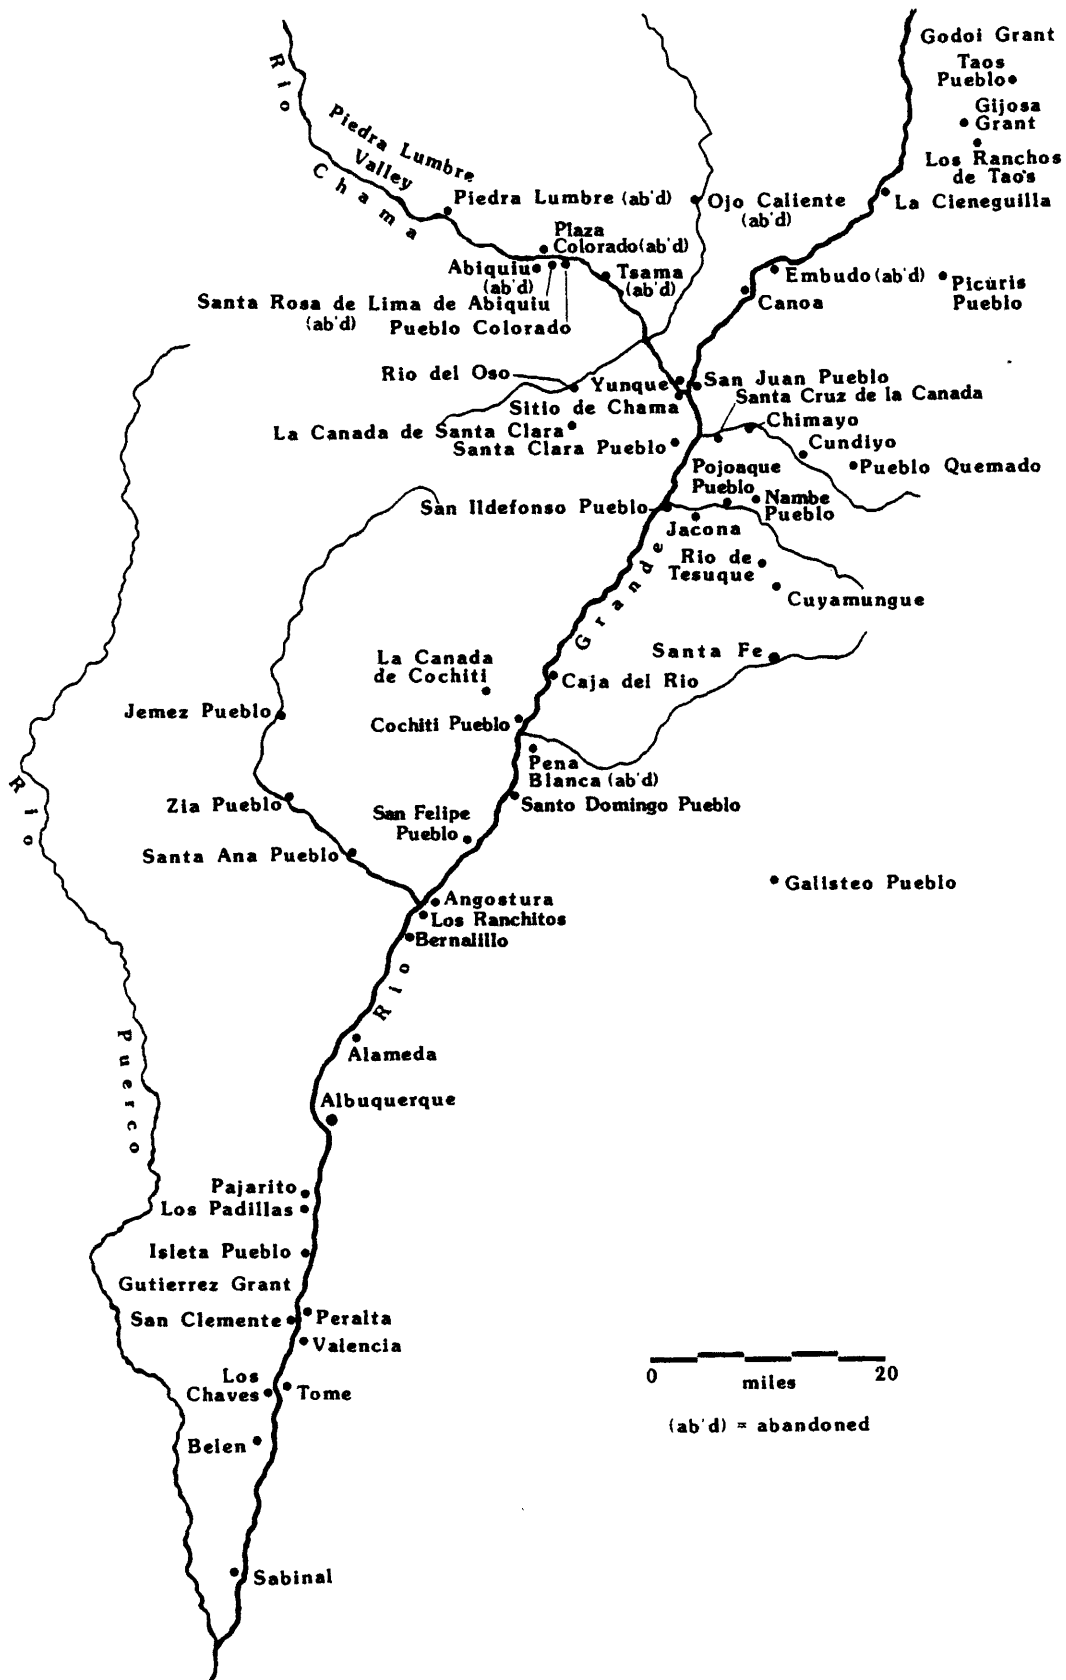 Godoi Grant
Taos
Pueblo
Gijosa
Grant
Los Ranchos
de Taos
La Cieneguilla
Rio
Chama
Piedra Lumbre
Valley
Piedra Lumbre (ab'd)
Ojo Caliente
(ab'd)
Plaza
Colorado (ab'd)
Abiquiu
(ab'd)
Tsama
(ab'd)
Embudo (ab'd)
Picuris
Pueblo
Canoa
Santa Rosa de Lima de Abiquiu
(ab'd)
Pueblo Colorado
Rio del Oso
Yunque
San Juan Pueblo
Santa Cruz de la Canada
Sitio de Chama
Chimayo
La Canada de Santa Clara
Cundiyo
Santa Clara Pueblo
Pueblo Quemado
Pojoaque
Pueblo
Nambe
Pueblo
San Ildefonso Pueblo
Jacona
Rio de
Tesuque
Cuyamungue
Santa Fe
La Canada
de Cochiti
Caja del Rio
Jemez Pueblo
Cochiti Pueblo
Pena
Blanca (ab'd)
Zia Pueblo
Santo Domingo Pueblo
San Felipe
Pueblo
Santa Ana Pueblo
Galisteo Pueblo
Angostura
Los Ranchitos
Bernalillo
Rio
Grande
Rio
Puerco
Alameda
Albuquerque
Pajarito
Los Padillas
Isleta Pueblo
Gutierrez Grant
San Clemente
Peralta
Valencia
Los
Chaves
Tome
Belen
Sabinal
0 20
miles
(ab'd) = abandoned